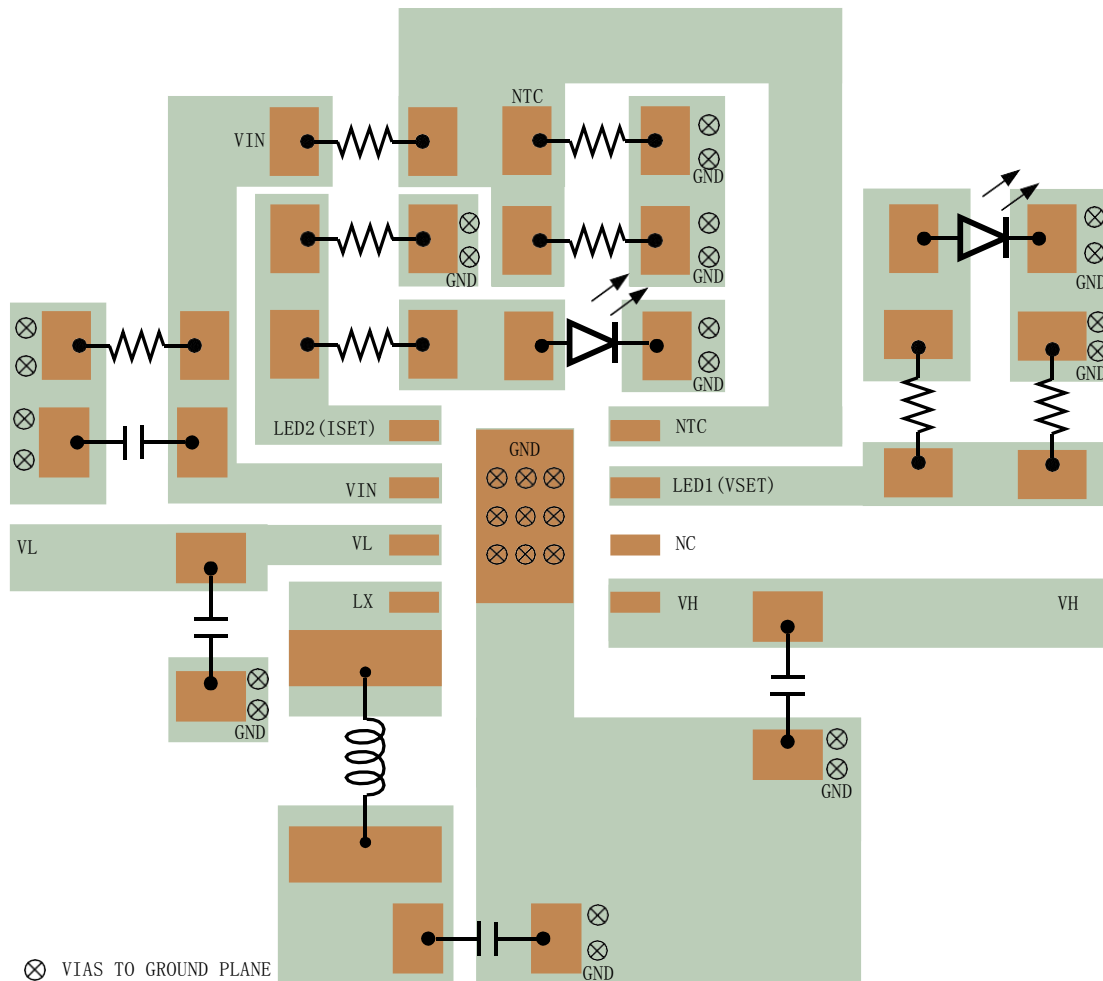 NTC
VIN
GND
GND
GND
GND
GND
GND
LED2(ISET)
NTC
GND
VIN
LED1(VSET)
VL
VL
NC
LX
VH
VH
GND
GND
GND
VIAS TO GROUND PLANE